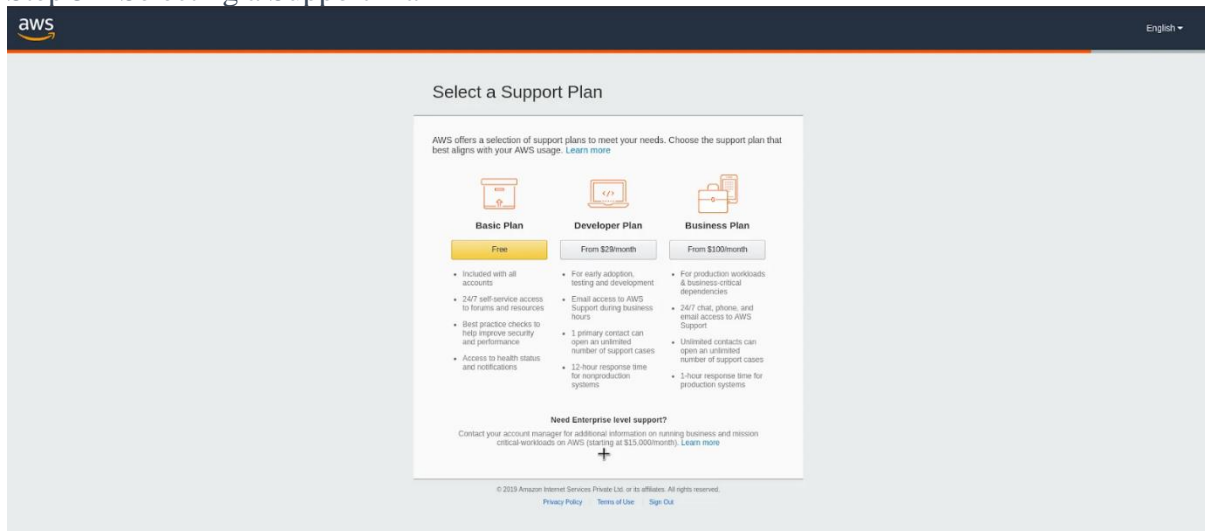 aws
English
Select a Support Plan
AWS offers a selection of support plans to meet your needs. Choose the support plan that
best aligns with your AWS usage. Learn more
</>
Basic Plan
Free
• Included with all
accounts
• 24/7 self-service access
to forums and resources
• Best practice checks to
help improve security
and performance
• Access to health status
and notifications
Developer Plan
From $29/month
• For early adoption,
testing and development
• Email access to AWS
Support during business
hours
• 1 primary contact can
open an unlimited
number of support cases
• 12-hour response time
for nonproduction
systems
Business Plan
From $100/month
• For production workloads
& business-critical
dependencies
• 24/7 chat, phone, and
email access to AWS
Support
• Unlimited contacts can
open an unlimited
number of support cases
• 1-hour response time for
production systems
Need Enterprise level support?
Contact your account manager for additional information on running business and mission
critical-workloads on AWS (starting at $15,000/month). Learn more
© 2019 Amazon Internet Services Private Ltd. or its affiliates. All rights reserved.
Privacy Policy Terms of Use Sign Out